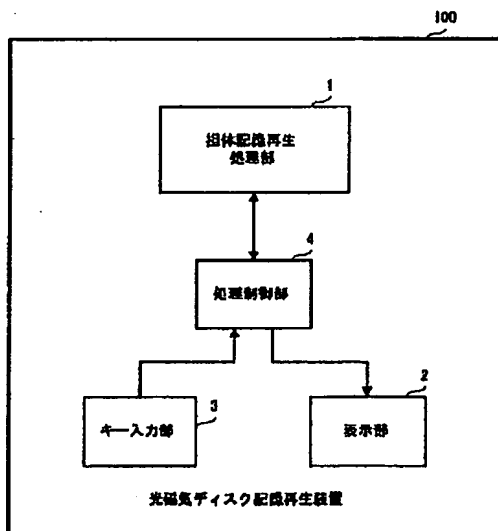 100
1
担体記録再生
処理部
4
処理制御部
3
キー入力部
2
表示部
光磁気ディスク記録再生装置